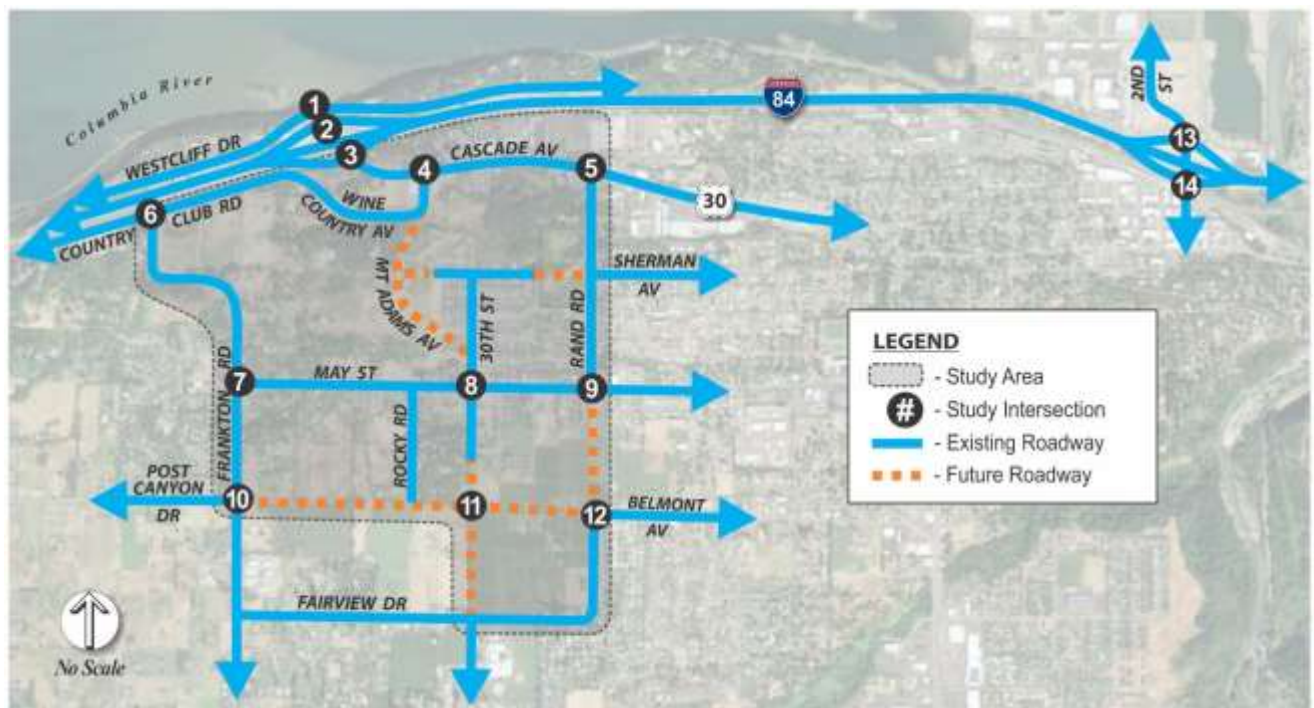 Columbia River
1
2
3
4
5
6
7
8
9
10
11
12
13
14
84
30
2ND
ST
WESTCLIFF DR
CASCADE AV
WINE
COUNTRY AV
COUNTRY CLUB RD
MT ADAMS AV
SHERMAN
AV
30TH ST
RAND RD
MAY ST
FRANKTON RD
ROCKY RD
POST
CANYON
DR
BELMONT
AV
FAIRVIEW DR
No Scale
LEGEND
- Study Area
# - Study Intersection
- Existing Roadway
- Future Roadway